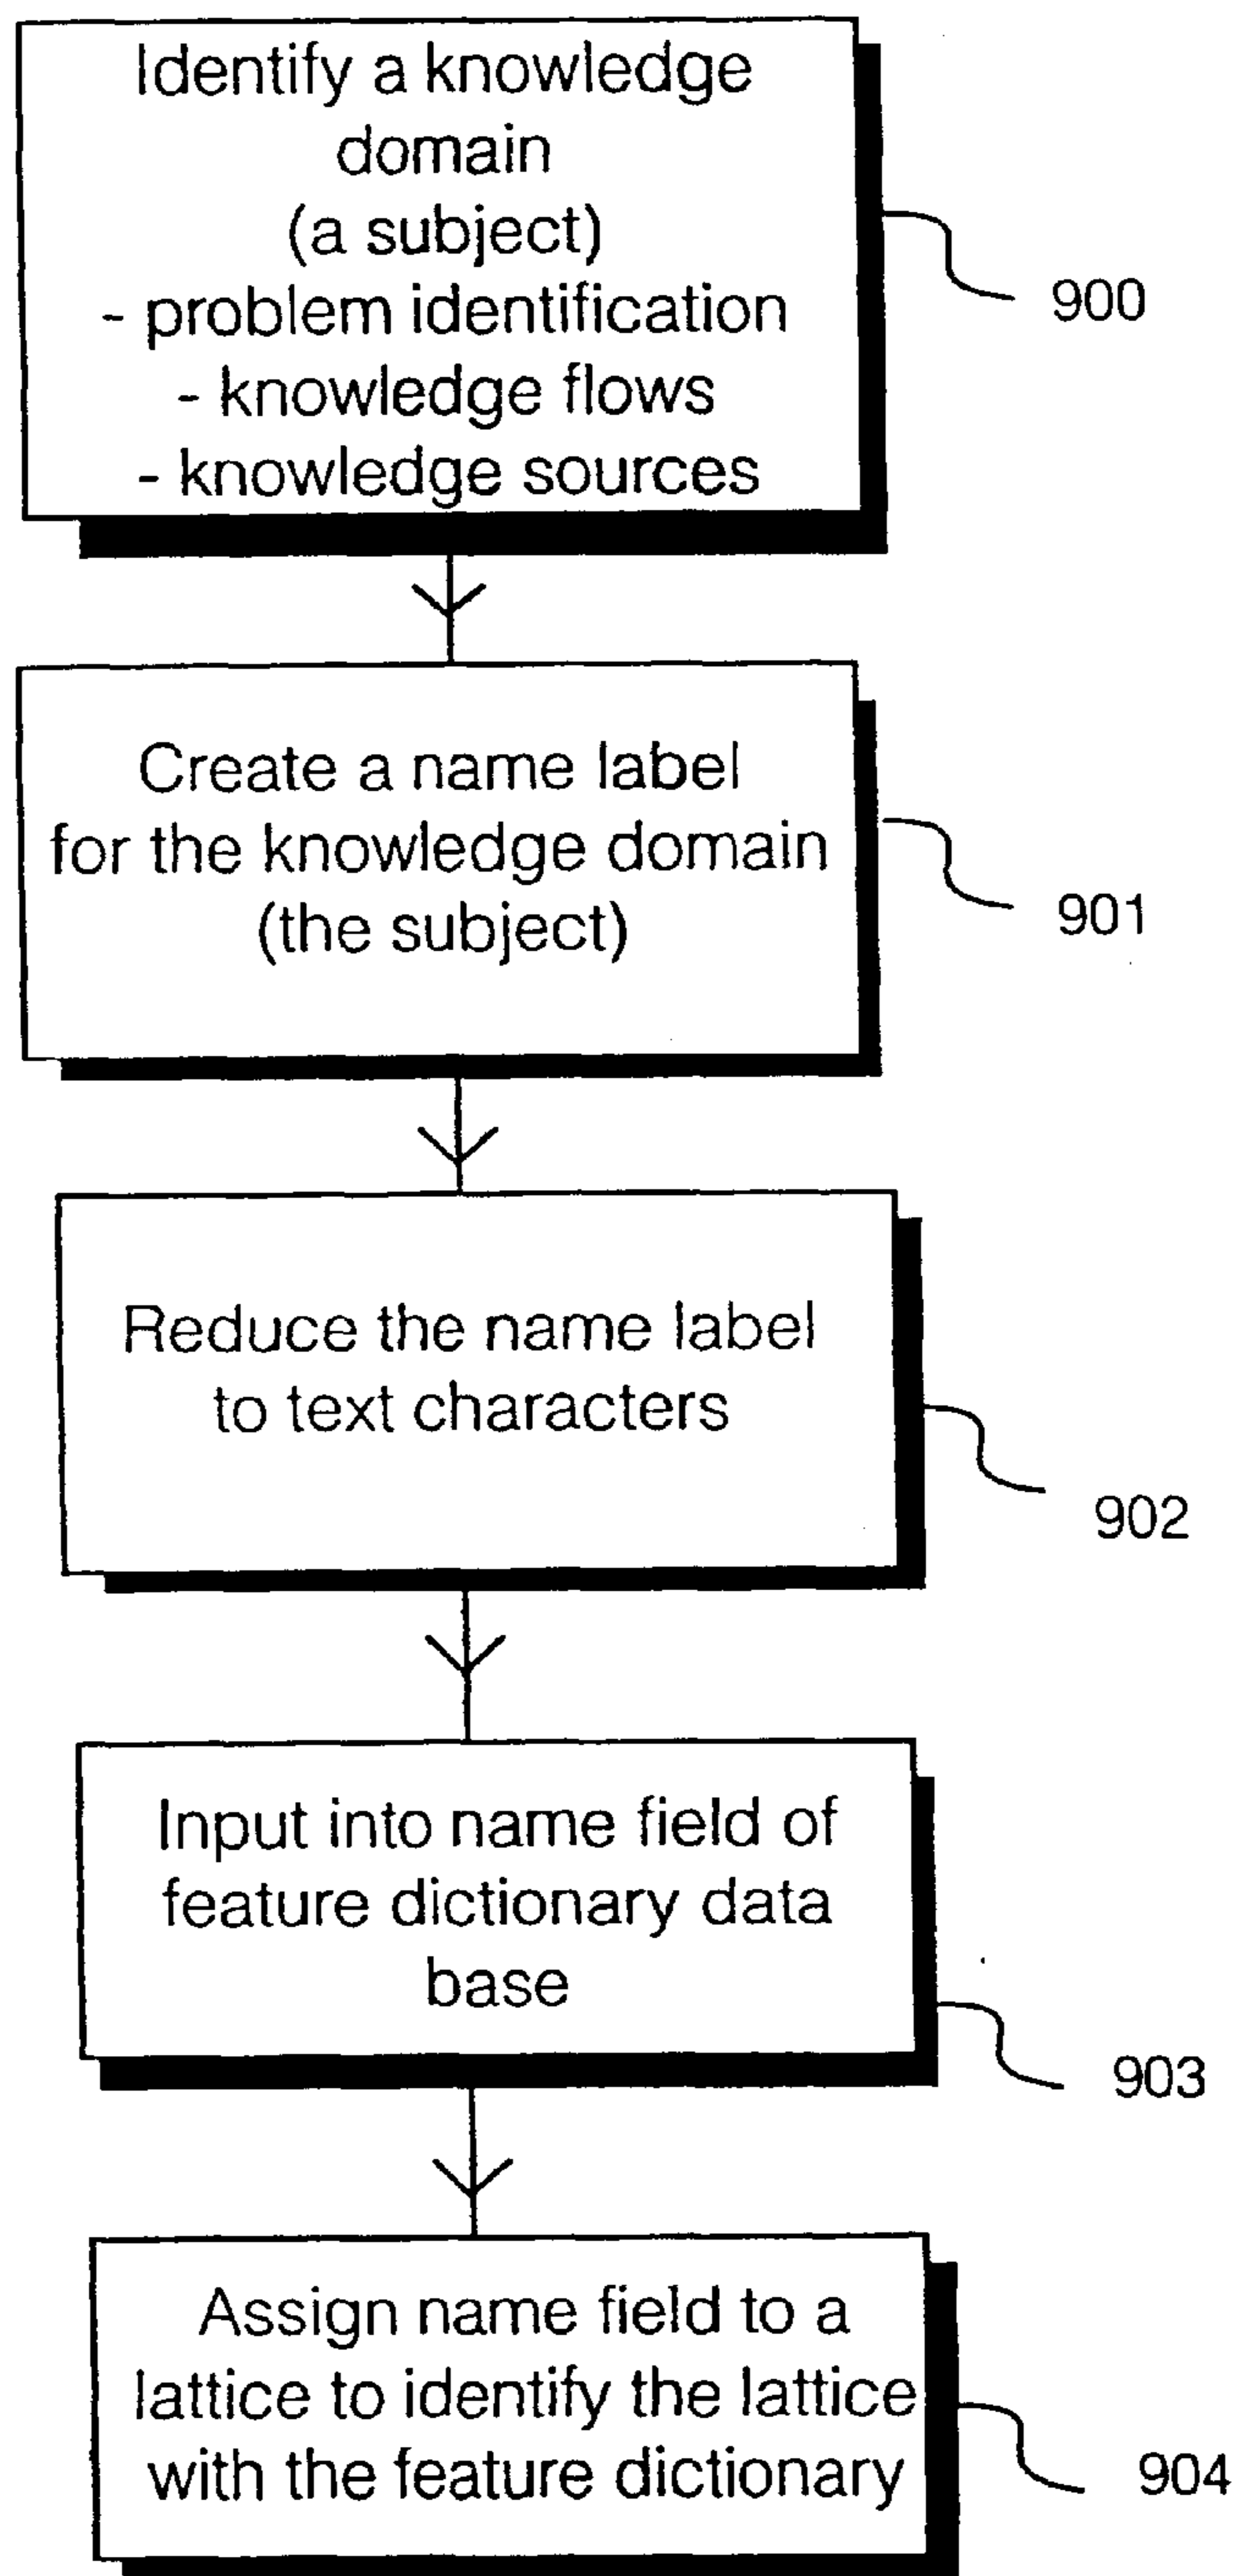 Identify a knowledge
domain
(a subject)
- problem identification
- knowledge flows
- knowledge sources
900
Create a name label
for the knowledge domain
(the subject)
901
Reduce the name label
to text characters
902
Input into name field of
feature dictionary data
base
903
Assign name field to a
lattice to identify the lattice
with the feature dictionary
904